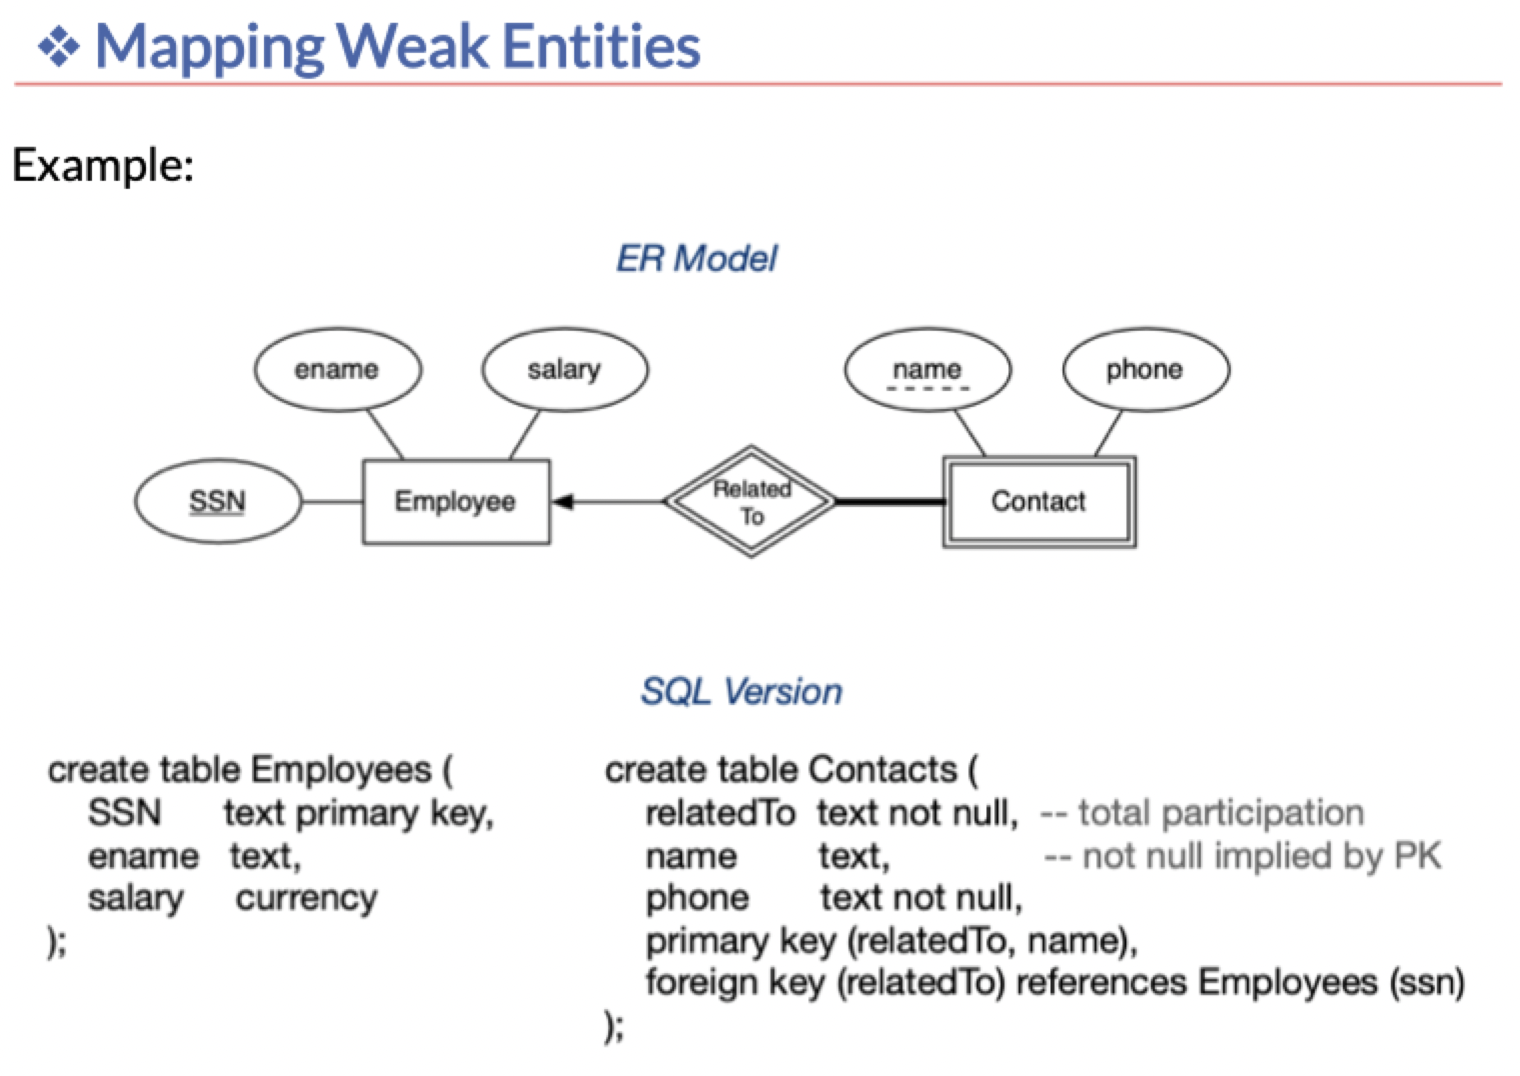 ❖ Mapping Weak Entities
Example:
ER Model
ename
salary
name
phone
SSN
Employee
Related
To
Contact
SQL Version
create table Employees (
SSN text primary key,
ename text,
salary currency
);
create table Contacts (
relatedTo text not null, -- total participation
name text, -- not null implied by PK
phone text not null,
primary key (relatedTo, name),
foreign key (relatedTo) references Employees (ssn)
);